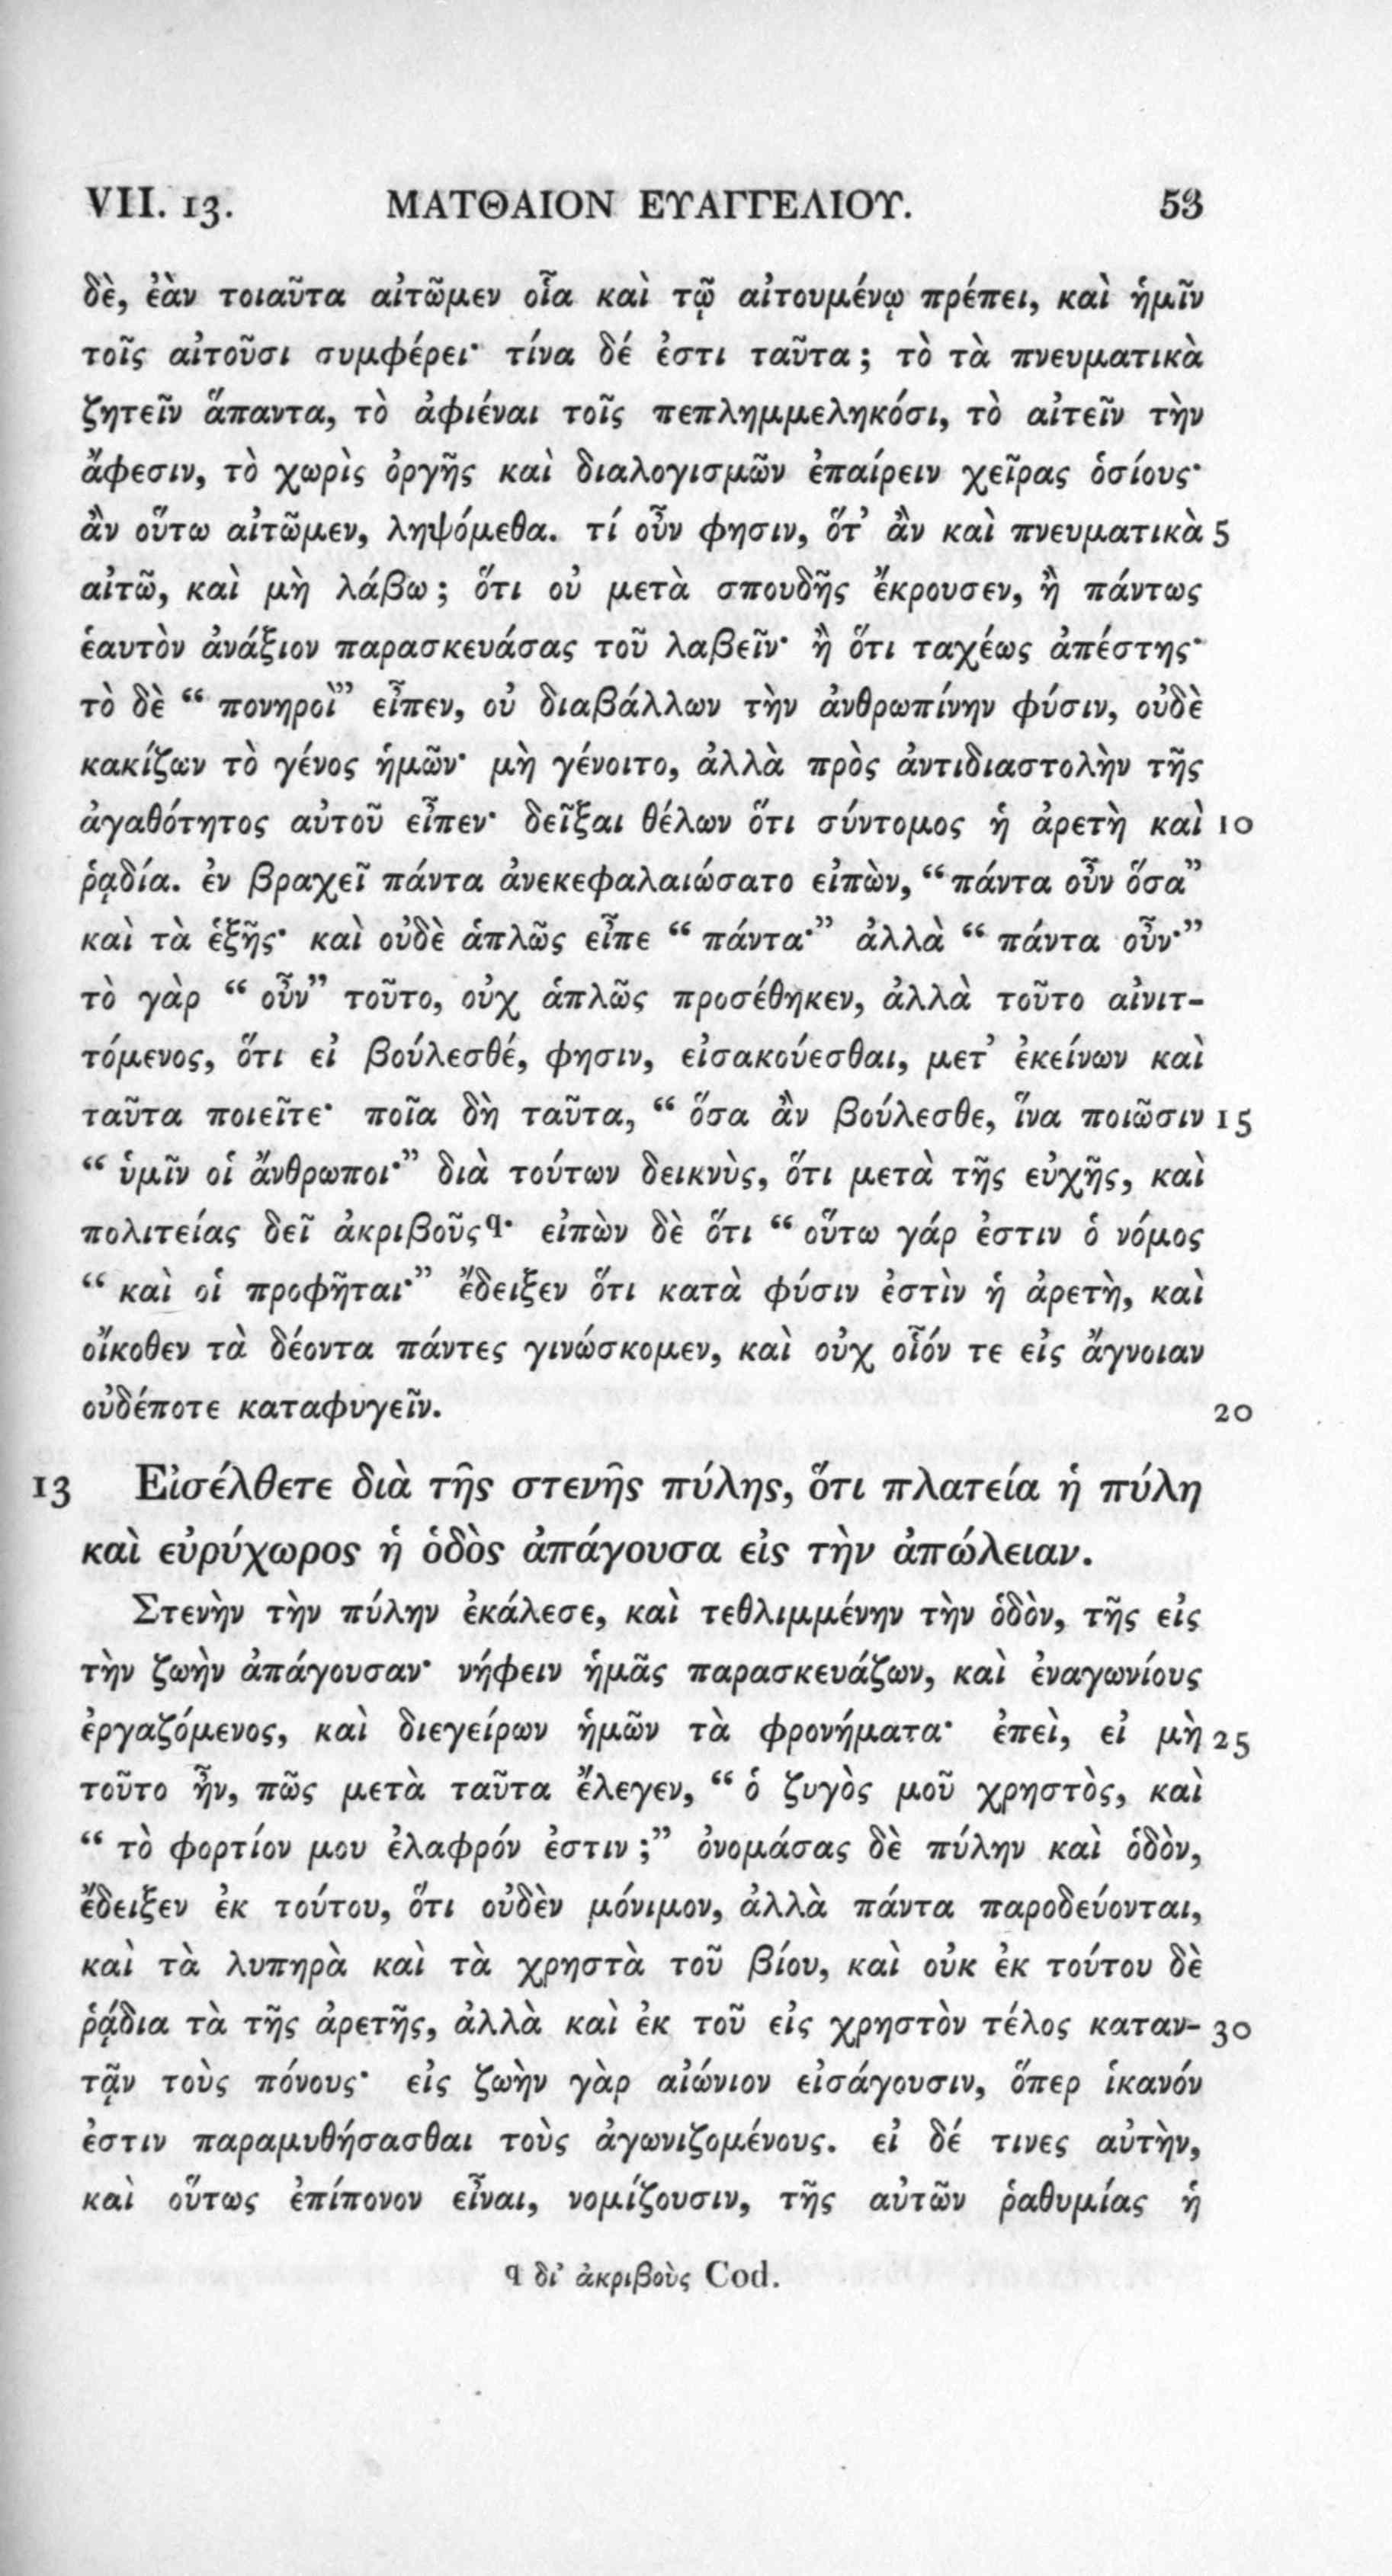 VII. 13. ΜΑΤΘΑΙΟΝ ΕΥΑΓΓΕΛΙΟΥ. 53
δὲ, ἐὰν τοιαῦτα αἰτῶμεν οἷα καὶ τῷ αἰτουμένῳ πρέπει, καὶ ἡμῖν
τοῖς αἰτοῦσι συμφέρει· τίνα δέ ἐστι ταῦτα; τὸ τὰ πνευματικὰ
ζητεῖν ἅπαντα, τὸ ἀφιέναι τοῖς πεπλημμεληκόσι, τὸ αἰτεῖν τὴν
ἄφεσιν, τὸ χωρὶς ὀργῆς καὶ διαλογισμῶν ἐπαίρειν χεῖρας ὁσίους·
ἂν οὕτω αἰτῶμεν, ληψόμεθα. τί οὖν φησιν, ὅτ’ ἂν καὶ πνευματικὰ 5
αἰτῶ, καὶ μὴ λάβω; ὅτι οὐ μετὰ σπουδῆς ἔκρουσεν, ἢ πάντως
ἑαυτὸν ἀνάξιον παρασκευάσας τοῦ λαβεῖν· ἢ ὅτι ταχέως ἀπέστης·
τὸ δὲ “ πονηροὶ” εἶπεν, οὐ διαβάλλων τὴν ἀνθρωπίνην φύσιν, οὐδὲ
κακίζων τὸ γένος ἡμῶν· μὴ γένοιτο, ἀλλὰ πρὸς ἀντιδιαστολὴν τῆς
ἀγαθότητος αὐτοῦ εἶπεν· δεῖξαι θέλων ὅτι σύντομος ἡ ἀρετὴ καὶ 10
ῥᾳδία. ἐν βραχεῖ πάντα ἀνεκεφαλαιώσατο εἰπὼν, “πάντα οὖν ὅσα”
καὶ τὰ ἑξῆς· καὶ οὐδὲ ἁπλῶς εἶπε “ πάντα·” ἀλλὰ “ πάντα οὖν·”
τὸ γὰρ “ οὖν” τοῦτο, οὐχ ἁπλῶς προσέθηκεν, ἀλλὰ τοῦτο αἰνιτ-
τόμενος, ὅτι εἰ βούλεσθέ, φησιν, εἰσακούεσθαι, μετ’ ἐκείνων καὶ
ταῦτα ποιεῖτε· ποῖα δὴ ταῦτα, “ ὅσα ἂν βούλεσθε, ἵνα ποιῶσιν 15
“ ὑμῖν οἱ ἄνθρωποι·” διὰ τούτων δεικνὺς, ὅτι μετὰ τῆς εὐχῆς, καὶ
πολιτείας δεῖ ἀκριβοῦς q· εἰπὼν δὲ ὅτι “ οὕτω γάρ ἐστιν ὁ νόμος
“ καὶ οἱ προφῆται·” ἔδειξεν ὅτι κατὰ φύσιν ἐστὶν ἡ ἀρετὴ, καὶ
οἴκοθεν τὰ δέοντα πάντες γινώσκομεν, καὶ οὐχ οἷόν τε εἰς ἄγνοιαν
οὐδέποτε καταφυγεῖν. 20
13 Εἰσέλθετε διὰ τῆς στενῆς πύλης, ὅτι πλατεία ἡ πύλη
καὶ εὐρύχωρος ἡ ὁδὸς ἀπάγουσα εἰς τὴν ἀπώλειαν.
Στενὴν τὴν πύλην ἐκάλεσε, καὶ τεθλιμμένην τὴν ὁδὸν, τῆς εἰς
τὴν ζωὴν ἀπάγουσαν· νήφειν ἡμᾶς παρασκευάζων, καὶ ἐναγωνίους
ἐργαζόμενος, καὶ διεγείρων ἡμῶν τὰ φρονήματα· ἐπεὶ, εἰ μὴ 25
τοῦτο ἦν, πῶς μετὰ ταῦτα ἔλεγεν, “ ὁ ζυγὸς μοῦ χρηστὸς, καὶ
“ τὸ φορτίον μου ἐλαφρόν ἐστιν;” ὀνομάσας δὲ πύλην καὶ ὁδὸν,
ἔδειξεν ἐκ τούτου, ὅτι οὐδὲν μόνιμον, ἀλλὰ πάντα παροδεύονται,
καὶ τὰ λυπηρὰ καὶ τὰ χρηστὰ τοῦ βίου, καὶ οὐκ ἐκ τούτου δὲ
ῥᾴδια τὰ τῆς ἀρετῆς, ἀλλὰ καὶ ἐκ τοῦ εἰς χρηστὸν τέλος καταν- 30
τᾷν τοὺς πόνους· εἰς ζωὴν γὰρ αἰώνιον εἰσάγουσιν, ὅπερ ἱκανόν
ἐστιν παραμυθήσασθαι τοὺς ἀγωνιζομένους. εἰ δέ τινες αὐτὴν,
καὶ οὕτως ἐπίπονον εἶναι, νομίζουσιν, τῆς αὐτῶν ῥαθυμίας ἡ
q δι’ ἀκριβοὺς Cod.